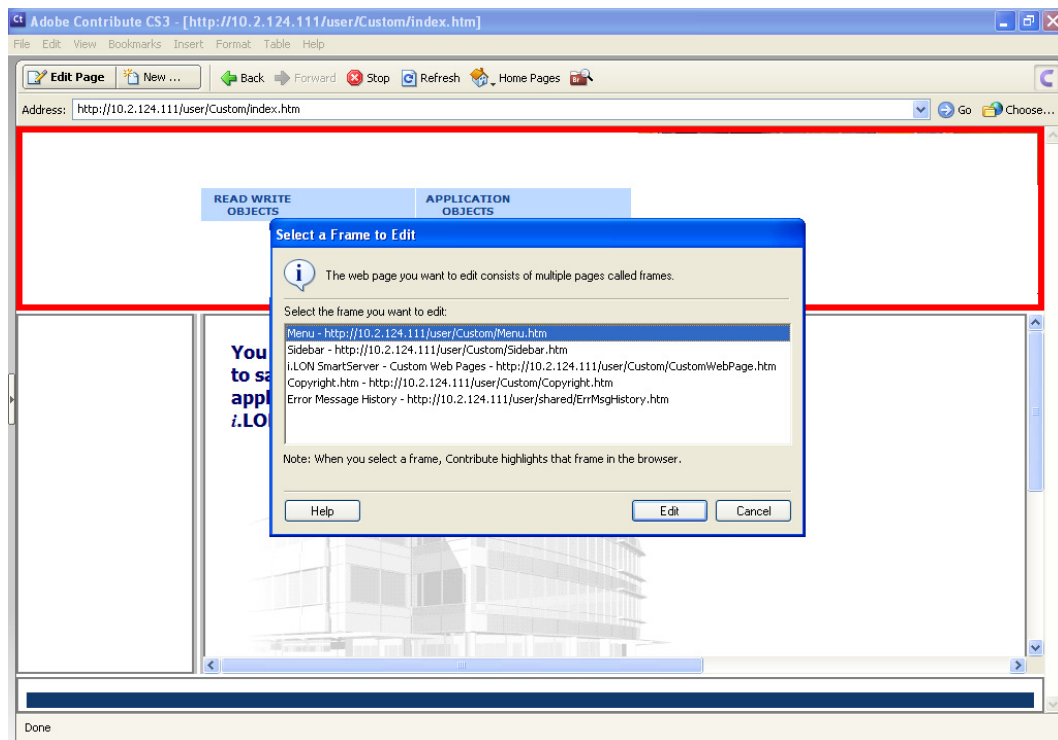 Ct Adobe Contribute CS3 - [http://10.2.124.111/user/Custom/index.htm]
File Edit View Bookmarks Insert Format Table Help
Edit Page New ... Back Forward Stop Refresh Home Pages
Address: http://10.2.124.111/user/Custom/index.htm Go Choose...
READ WRITE OBJECTS
APPLICATION OBJECTS
Select a Frame to Edit
The web page you want to edit consists of multiple pages called frames.
Select the frame you want to edit:
Menu - http://10.2.124.111/user/Custom/Menu.htm
Sidebar - http://10.2.124.111/user/Custom/Sidebar.htm
i.LON SmartServer - Custom Web Pages - http://10.2.124.111/user/Custom/CustomWebPage.htm
Copyright.htm - http://10.2.124.111/user/Custom/Copyright.htm
Error Message History - http://10.2.124.111/user/shared/ErrMsgHistory.htm
Note: When you select a frame, Contribute highlights that frame in the browser.
Help Edit Cancel
You
to sa
appl
i.LO
Done